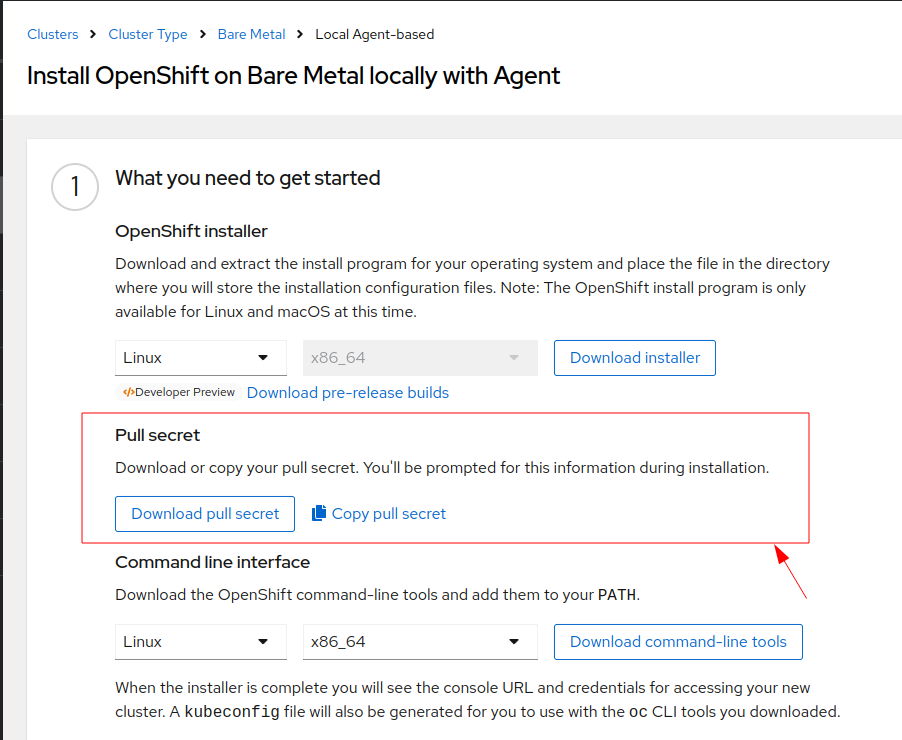 Clusters > Cluster Type > Bare Metal > Local Agent-based
Install OpenShift on Bare Metal locally with Agent
1
What you need to get started
OpenShift installer
Download and extract the install program for your operating system and place the file in the directory
where you will store the installation configuration files. Note: The OpenShift install program is only
available for Linux and macOS at this time.
Linux x86_64 Download installer
</>Developer Preview Download pre-release builds
Pull secret
Download or copy your pull secret. You'll be prompted for this information during installation.
Download pull secret Copy pull secret
Command line interface
Download the OpenShift command-line tools and add them to your PATH.
Linux x86_64 Download command-line tools
When the installer is complete you will see the console URL and credentials for accessing your new
cluster. A kubeconfig file will also be generated for you to use with the oc CLI tools you downloaded.